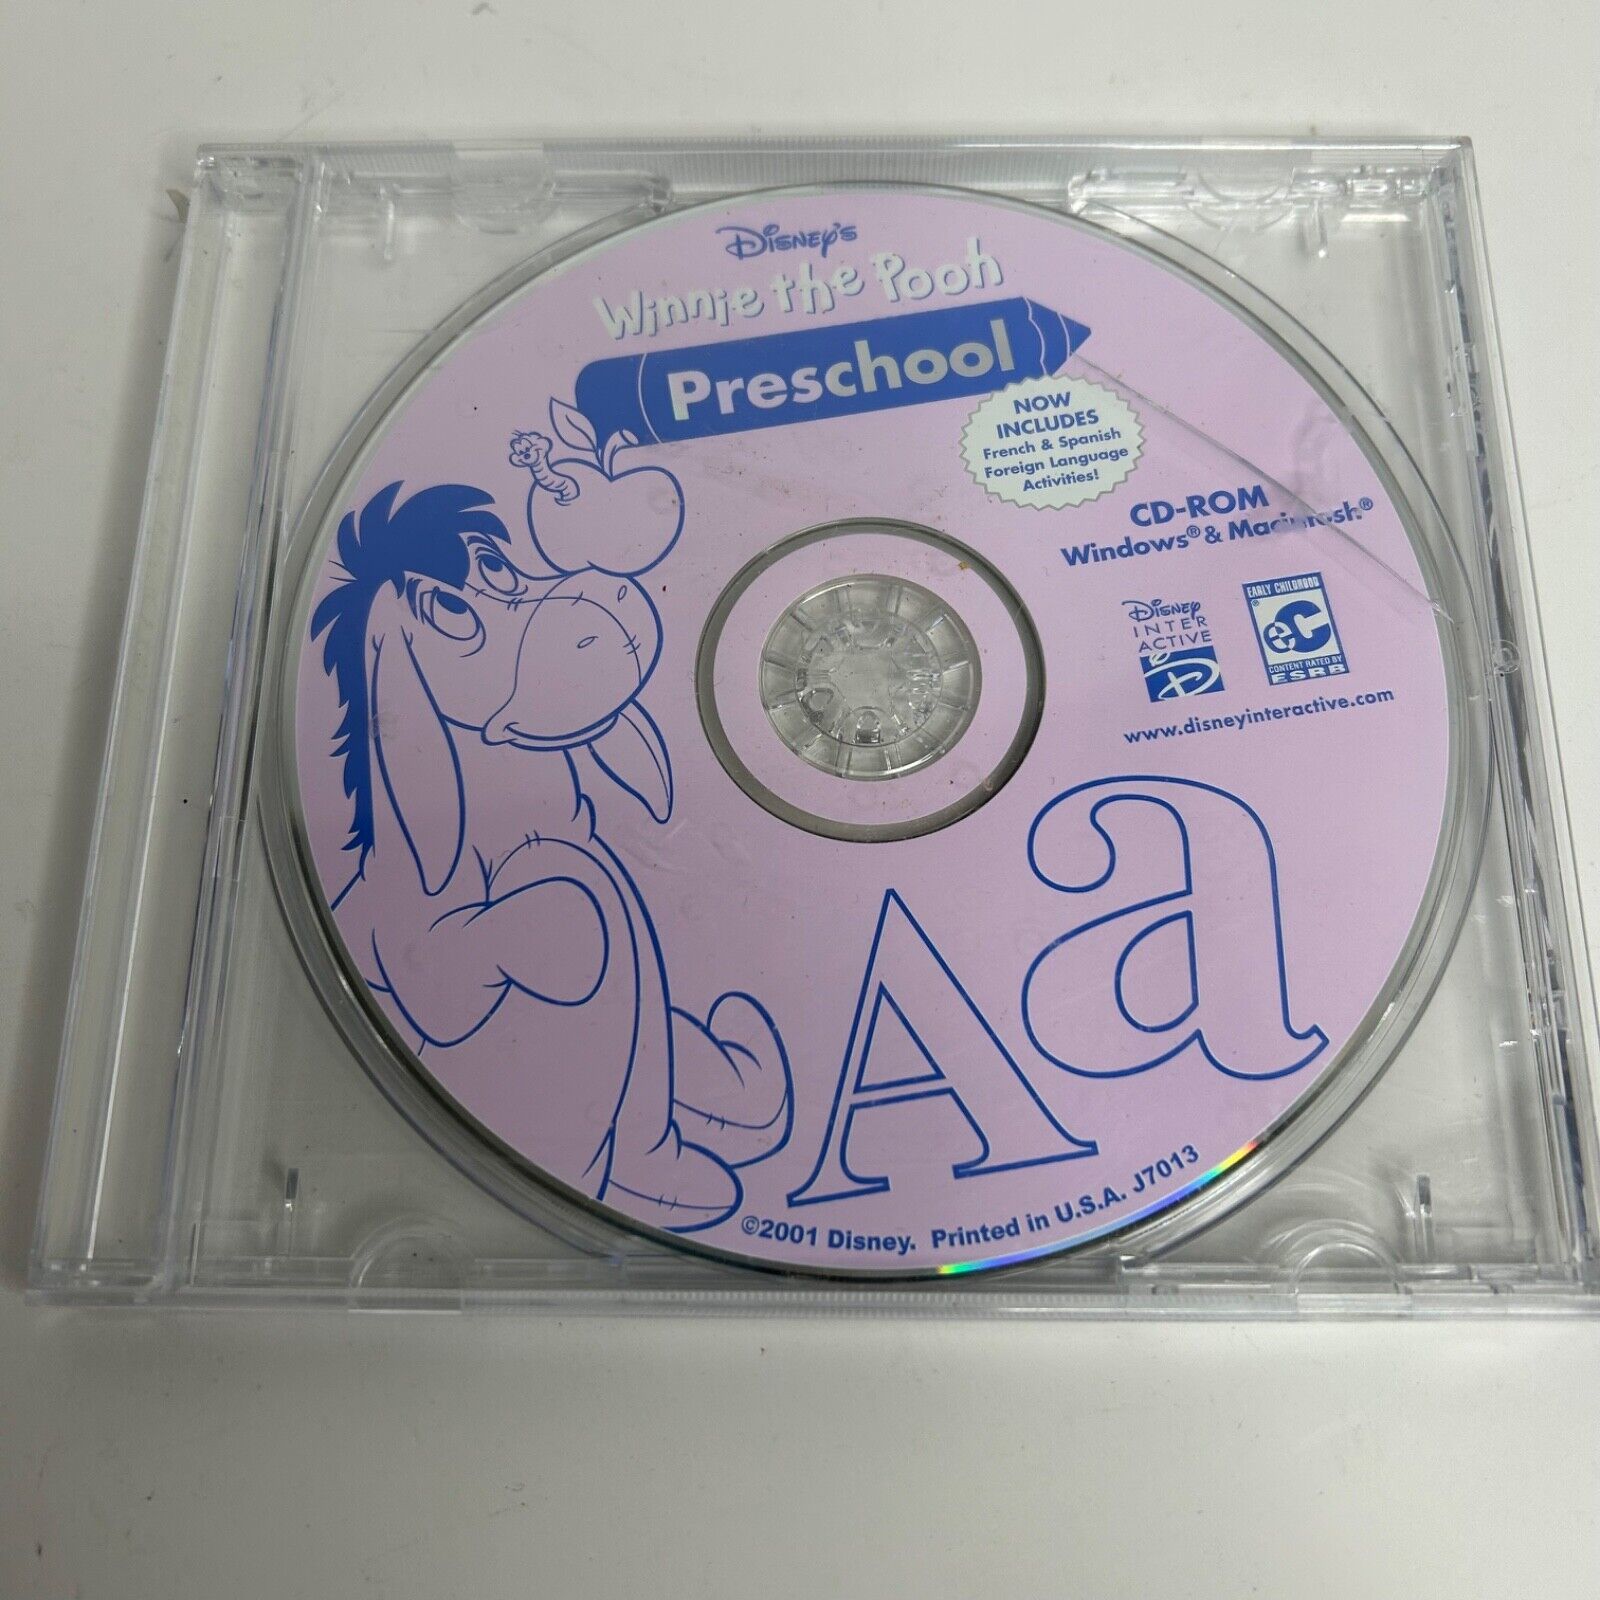 Disney's
Winnie the Pooh
Preschool
NOW
INCLUDES
French & Spanish
Foreign Language
Activities!
CD-ROM
Windows® & Macintosh®
Disney
INTER
ACTIVE
D
EARLY CHILDHOOD
eC®
CONTENT RATED BY
ESRB
www.disneyinteractive.com
Aa
©2001 Disney. Printed in U.S.A. J7013